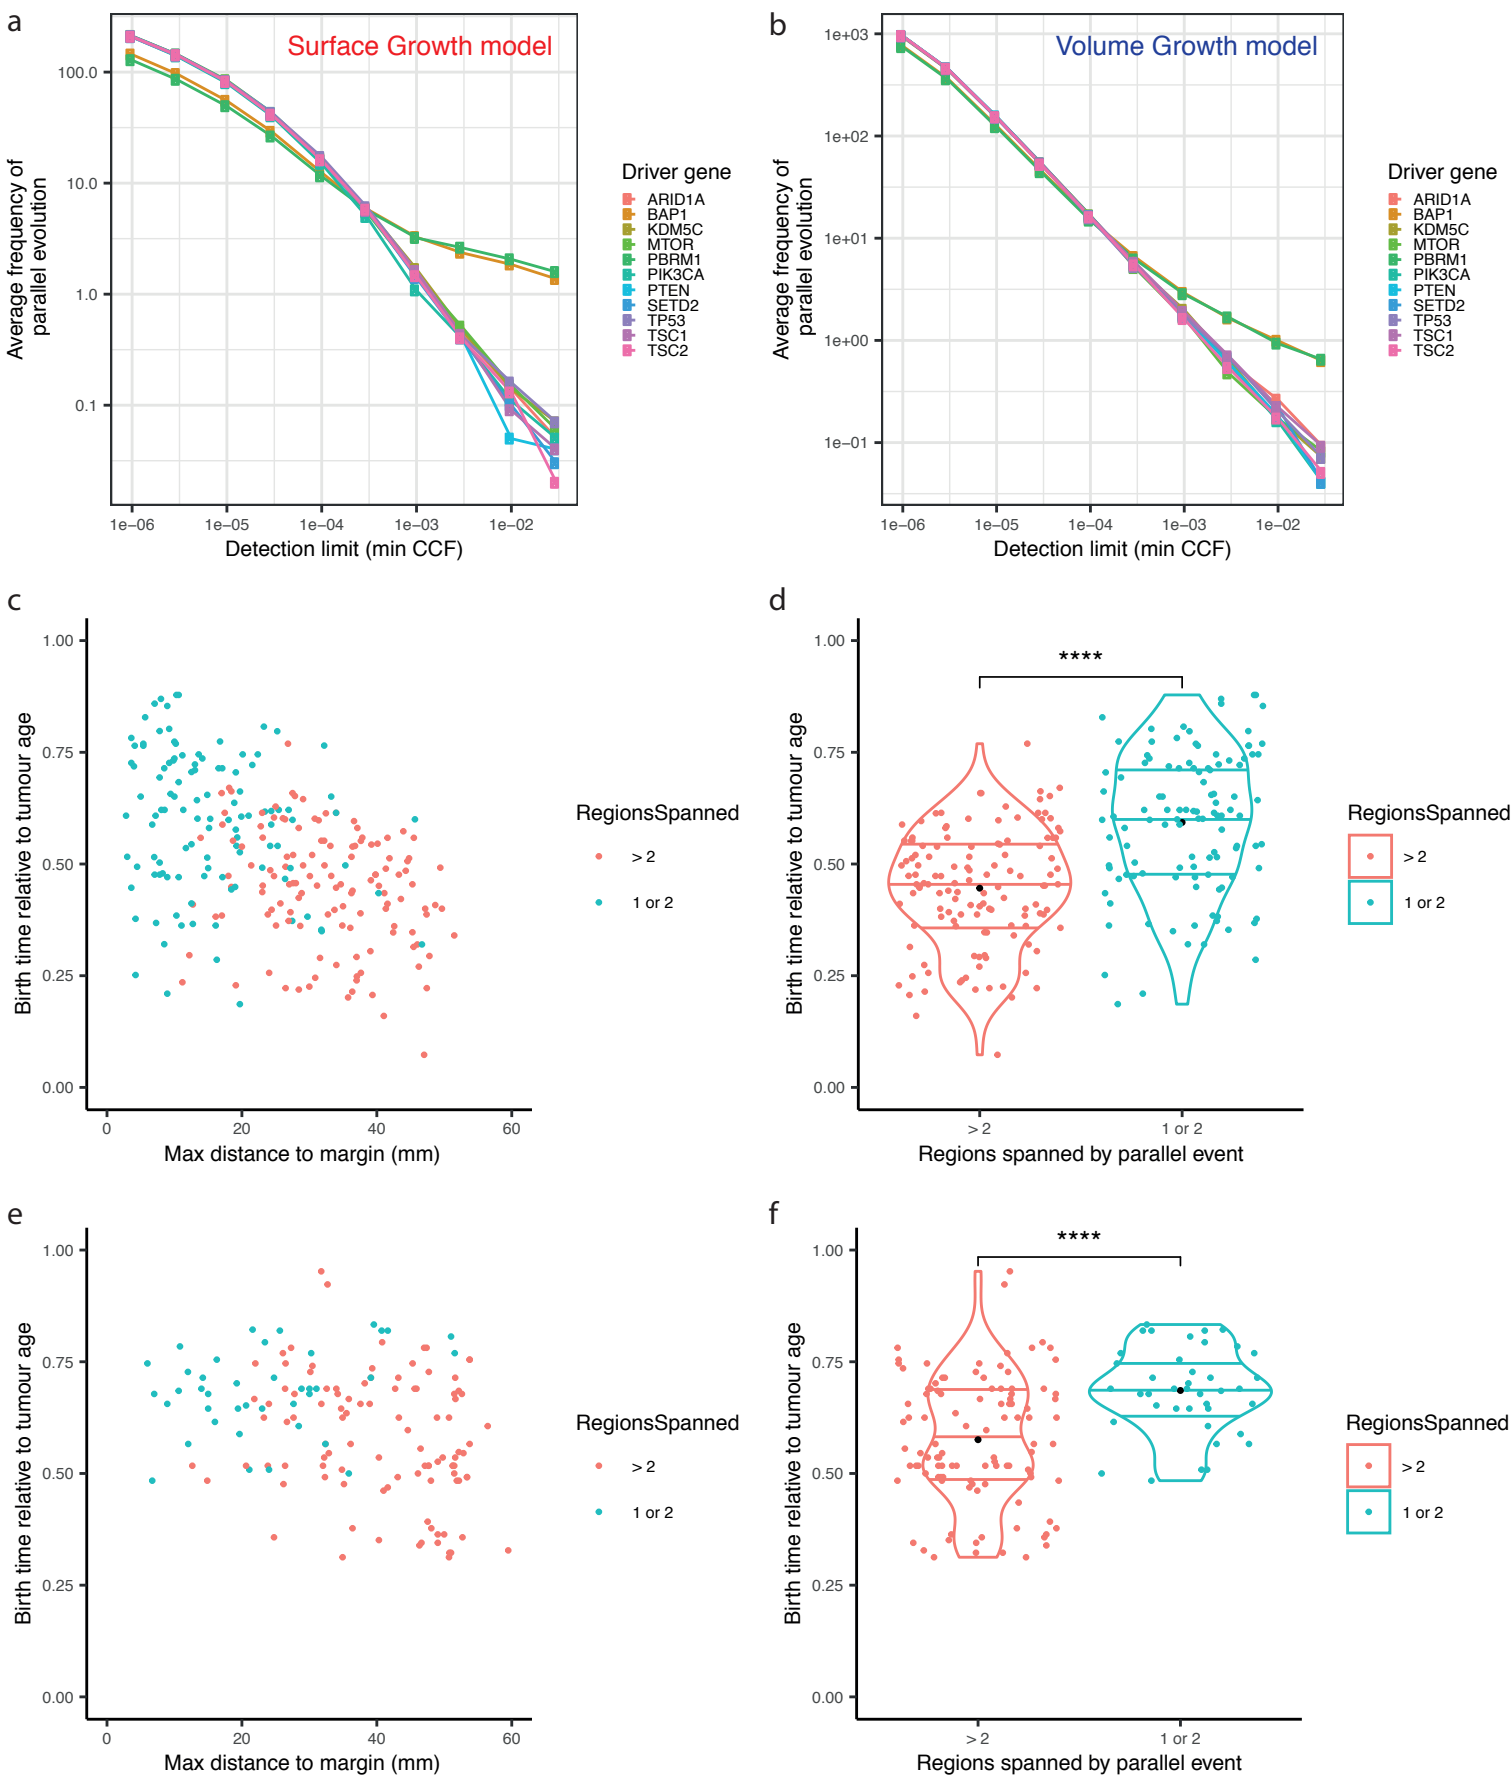 a
Surface Growth model
100.0
10.0
1.0
0.1
Average frequency of
parallel evolution
1e−06
1e−05
1e−04
1e−03
1e−02
Detection limit (min CCF)
Driver gene
ARID1A
BAP1
KDM5C
MTOR
PBRM1
PIK3CA
PTEN
SETD2
TP53
TSC1
TSC2
b
Volume Growth model
1e+03
1e+02
1e+01
1e+00
1e−01
Average frequency of
parallel evolution
1e−06
1e−05
1e−04
1e−03
1e−02
Detection limit (min CCF)
Driver gene
ARID1A
BAP1
KDM5C
MTOR
PBRM1
PIK3CA
PTEN
SETD2
TP53
TSC1
TSC2
c
1.00
0.75
0.50
0.25
0.00
Birth time relative to tumour age
0
20
40
60
Max distance to margin (mm)
RegionsSpanned
> 2
1 or 2
d
****
1.00
0.75
0.50
0.25
0.00
Birth time relative to tumour age
> 2
1 or 2
Regions spanned by parallel event
RegionsSpanned
> 2
1 or 2
e
1.00
0.75
0.50
0.25
0.00
Birth time relative to tumour age
0
20
40
60
Max distance to margin (mm)
RegionsSpanned
> 2
1 or 2
f
****
1.00
0.75
0.50
0.25
0.00
Birth time relative to tumour age
> 2
1 or 2
Regions spanned by parallel event
RegionsSpanned
> 2
1 or 2